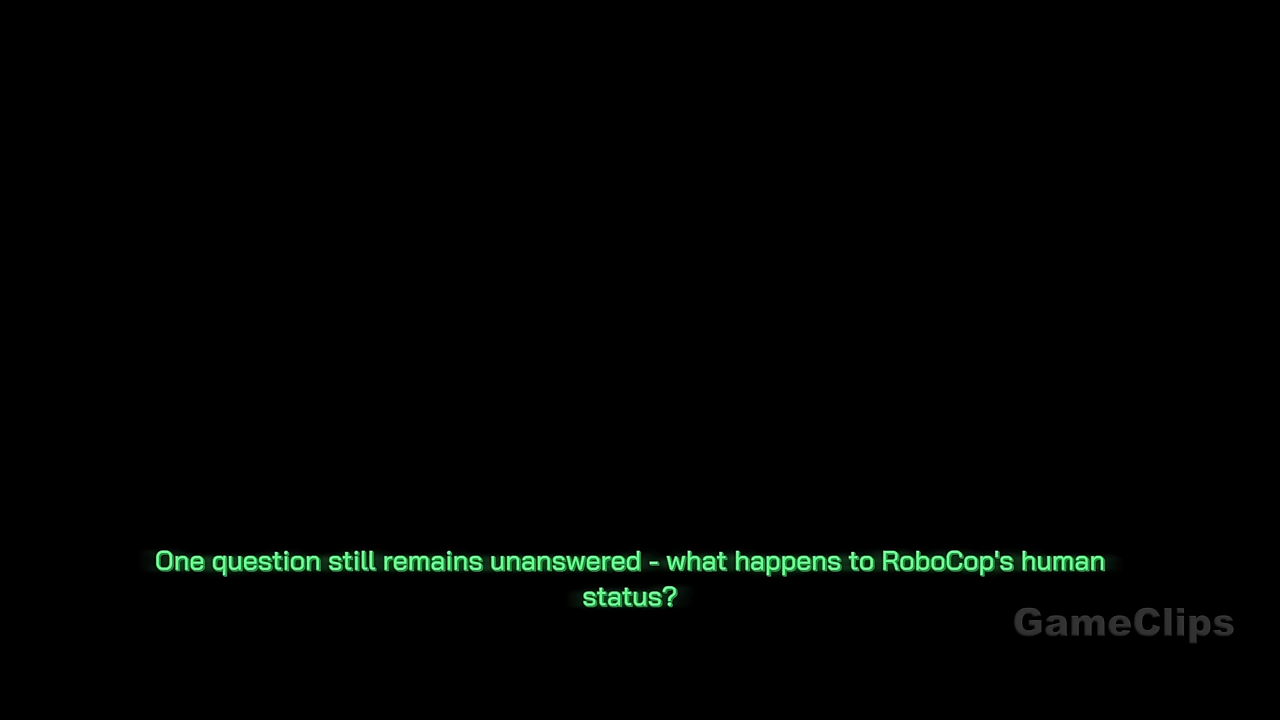 One question still remains unanswered - what happens to RoboCop's human
status?
GameClips